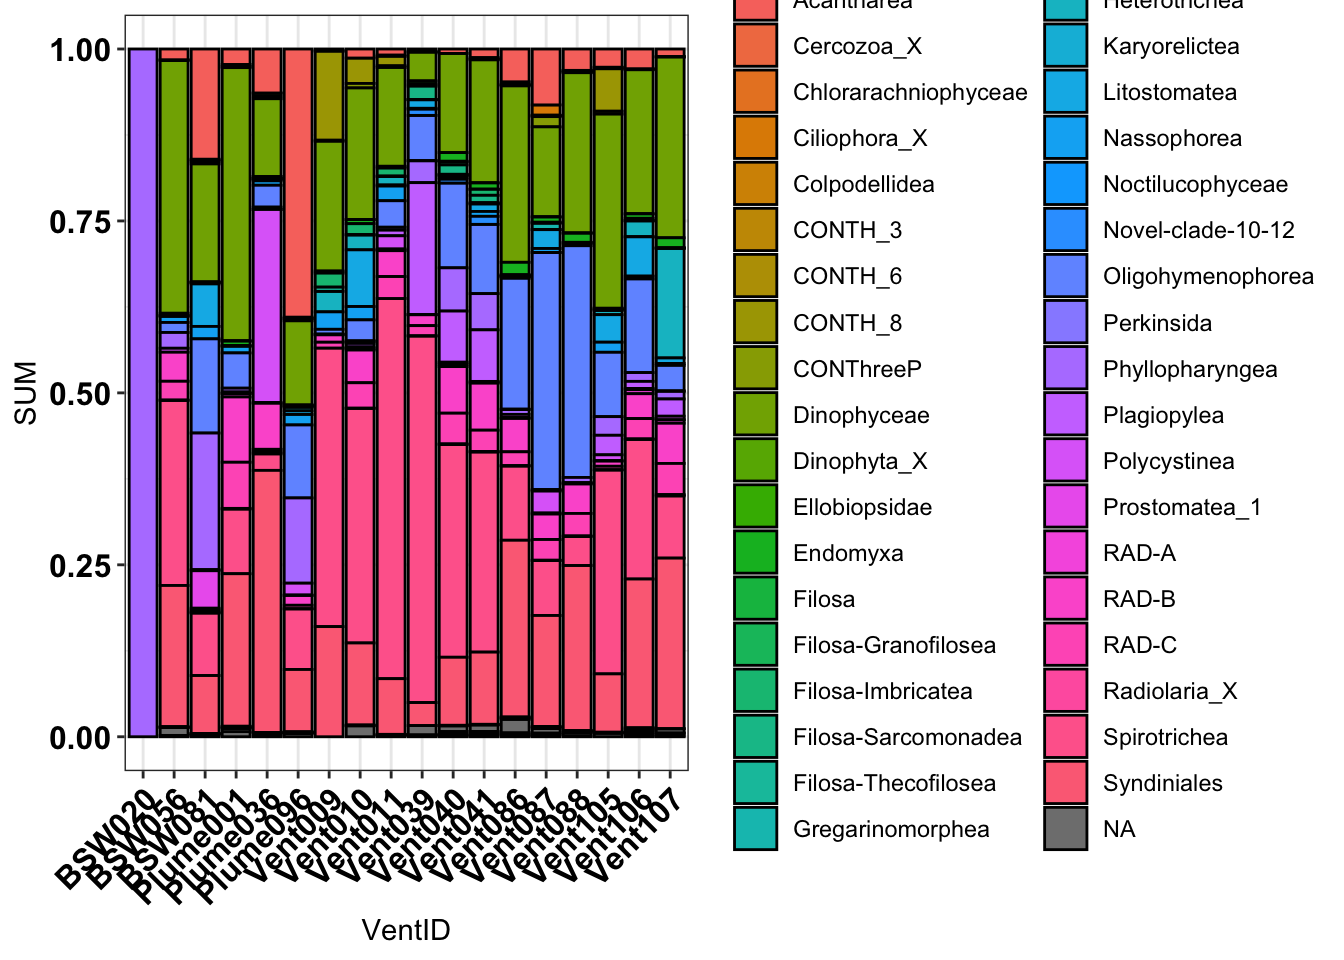 1.00
0.75
0.50
0.25
0.00
SUM
BSW020
BSW056
BSW081
Plume001
Plume036
Plume096
Vent009
Vent010
Vent011
Vent039
Vent040
Vent041
Vent086
Vent087
Vent088
Vent105
Vent106
Vent107
VentID
Acantharea
Cercozoa_X
Chlorarachniophyceae
Ciliophora_X
Colpodellidea
CONTH_3
CONTH_6
CONTH_8
CONThreeP
Dinophyceae
Dinophyta_X
Ellobiopsidae
Endomyxa
Filosa
Filosa-Granofilosea
Filosa-Imbricatea
Filosa-Sarcomonadea
Filosa-Thecofilosea
Gregarinomorphea
Heterotrichea
Karyorelictea
Litostomatea
Nassophorea
Noctilucophyceae
Novel-clade-10-12
Oligohymenophorea
Perkinsida
Phyllopharyngea
Plagiopylea
Polycystinea
Prostomatea_1
RAD-A
RAD-B
RAD-C
Radiolaria_X
Spirotrichea
Syndiniales
NA